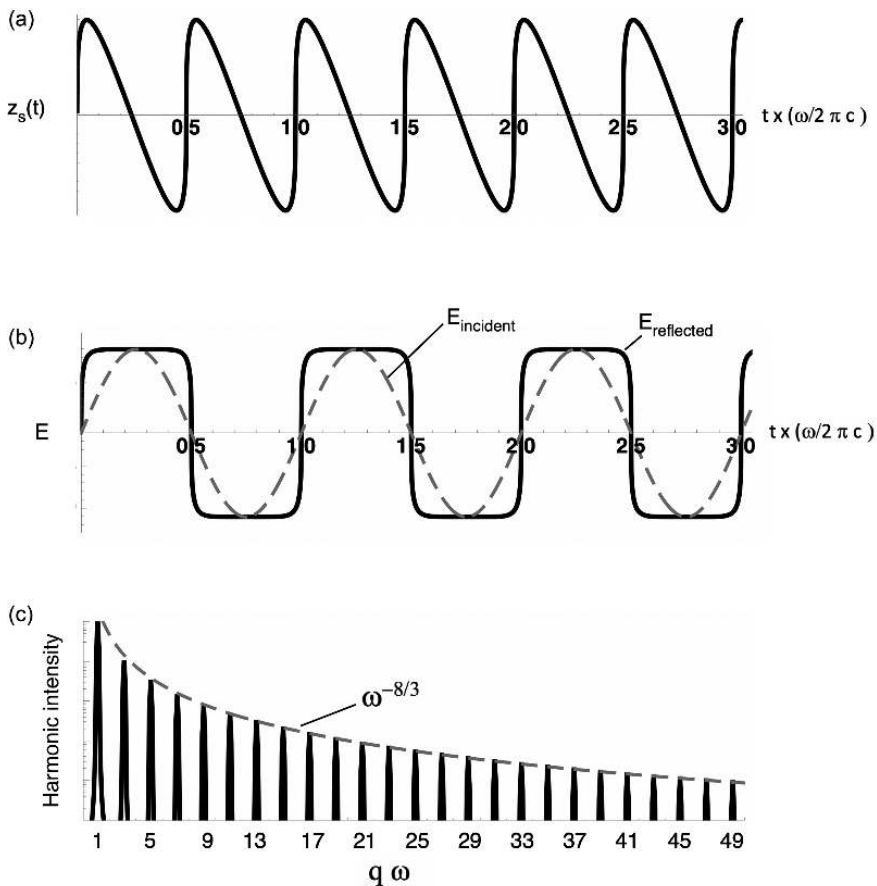 (a)
z_s(t)
0.5 1.0 1.5 2.0 2.5 3.0 t x (ω/2 π c )
(b)
E_incident E_reflected
E
0.5 1.0 1.5 2.0 2.5 3.0 t x (ω/2 π c )
(c)
Harmonic intensity
ω^-8/3
1 5 9 13 17 21 25 29 33 37 41 45 49
q ω